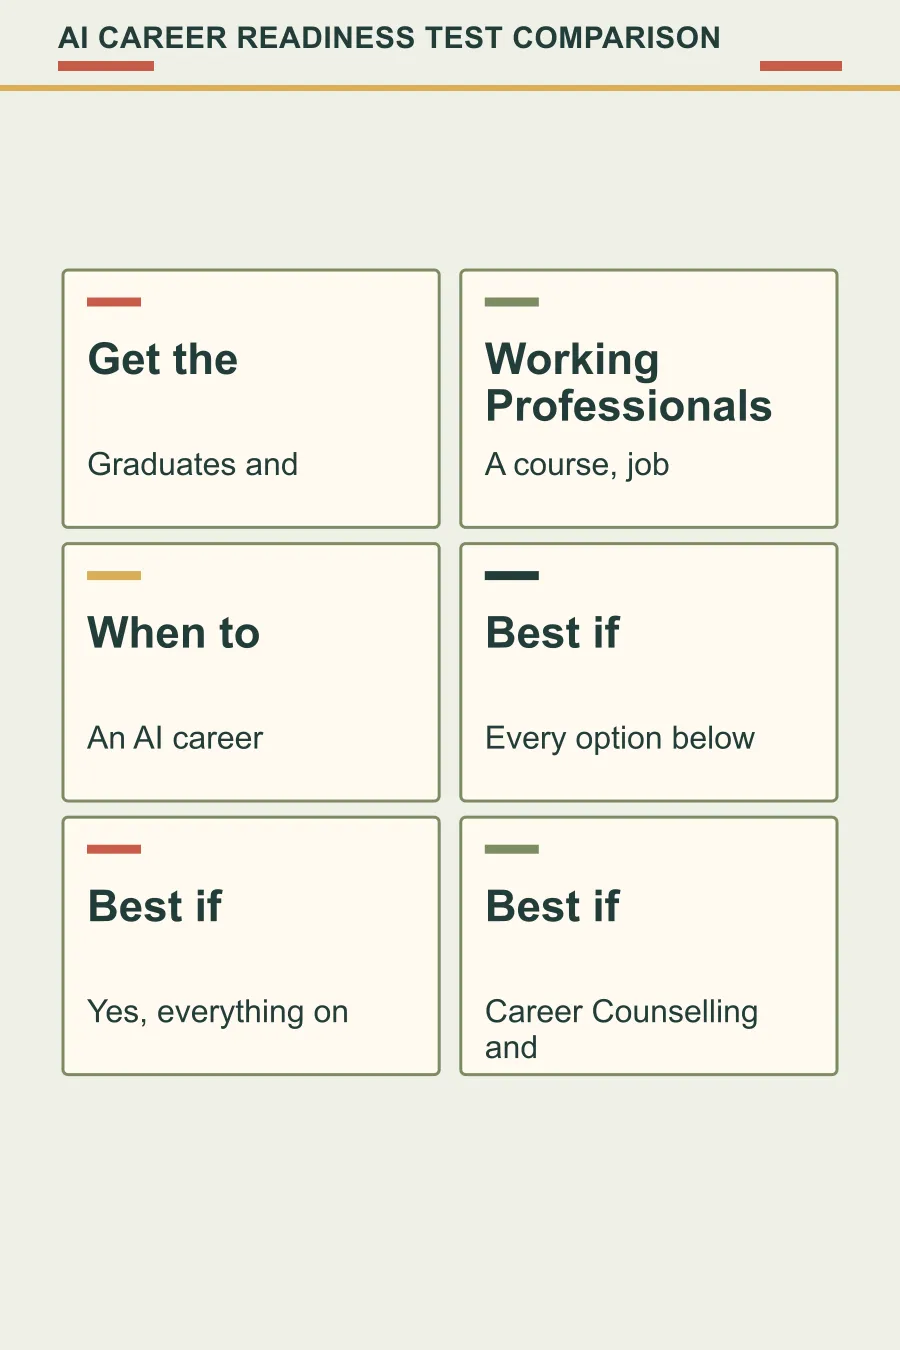 AI CAREER READINESS TEST COMPARISON
Get the
Graduates and
Working
Professionals
A course, job
When to
An AI career
Best if
Every option below
Best if
Yes, everything on
Best if
Career Counselling
and